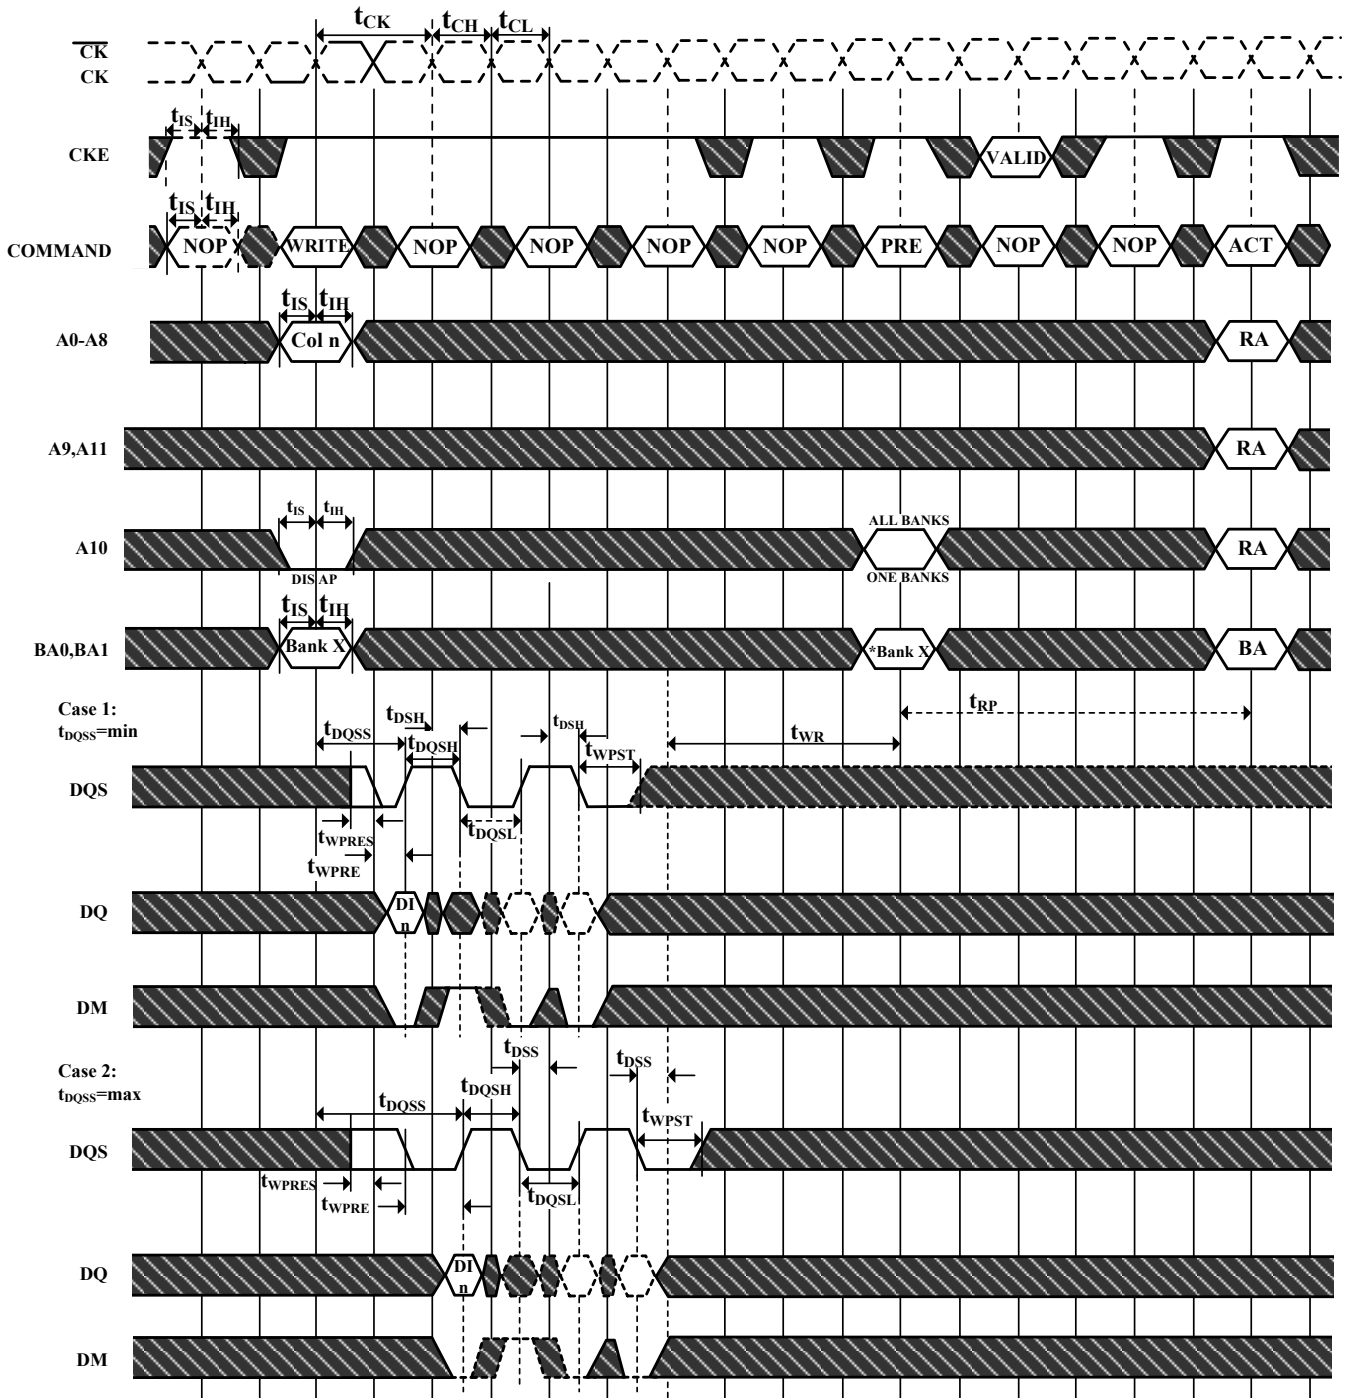 tCK tCH tCL
CK
CK
tIS tIH
CKE VALID
tIS tIH
COMMAND NOP WRITE NOP NOP NOP NOP PRE NOP NOP ACT
tIS tIH
A0-A8 Col n RA
A9,A11 RA
tIS tIH ALL BANKS
A10 RA
DIS AP ONE BANKS
tIS tIH
BA0,BA1 Bank X *Bank X BA
Case 1:
tDQSS=min
tDSH tDSH tRP
tDQSS tDQSH tWPST tWR
DQS
tWPRES tDQSL
tWPRE
DQ DI
n
DM
Case 2:
tDQSS=max
tDSS tDSS
tDQSS tDQSH tWPST
DQS
tWPRES tWPRE tDQSL
DQ DI
n
DM